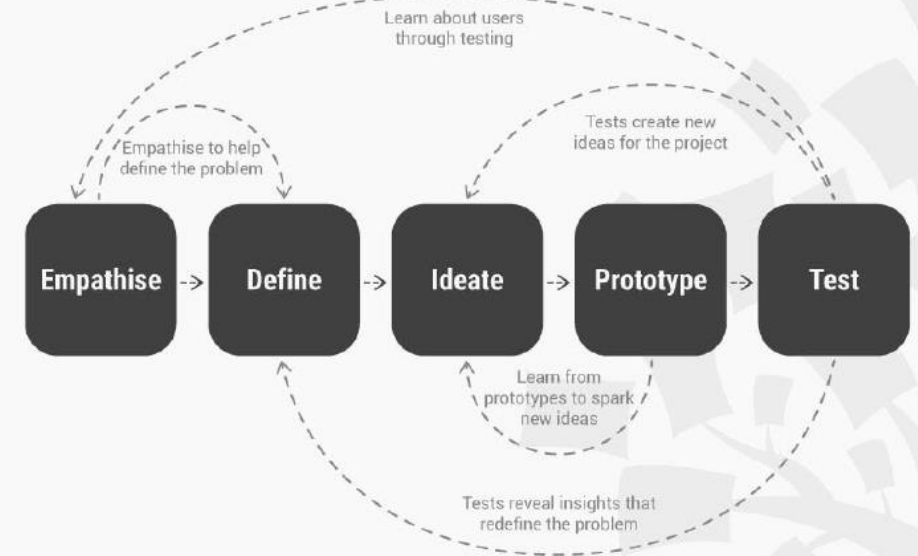 Learn about users
through testing
Tests create new
ideas for the project
Empathise to help
define the problem
Empathise
Define
Ideate
Prototype
Test
Learn from
prototypes to spark
new ideas
Tests reveal insights that
redefine the problem